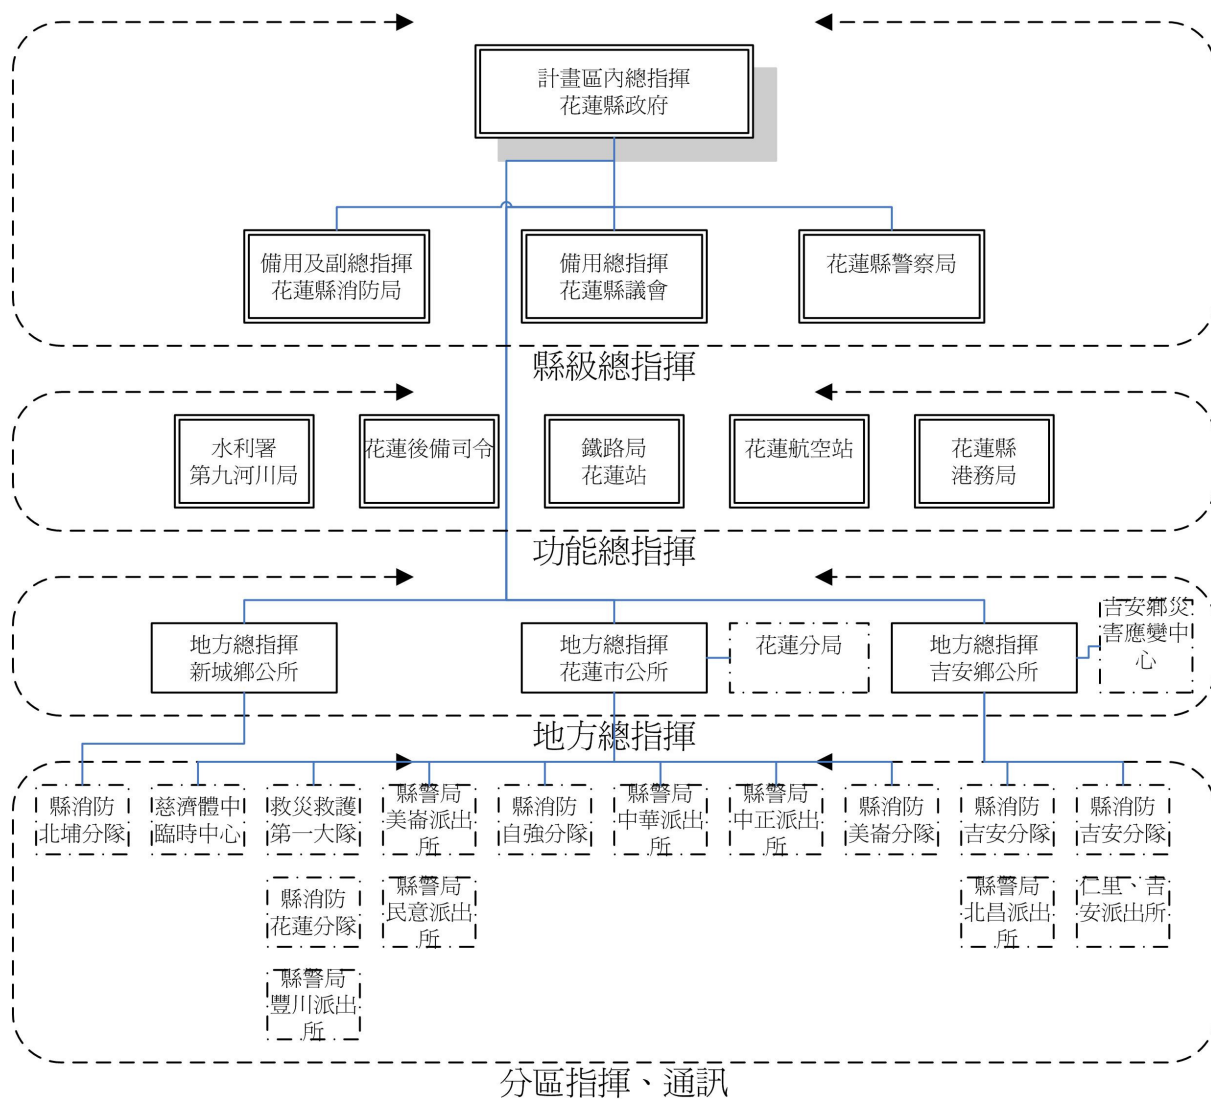 計畫區內總指揮
花蓮縣政府
備用及副總指揮
花蓮縣消防局
備用總指揮
花蓮縣議會
花蓮縣警察局
縣級總指揮
水利署
第九河川局
花蓮後備司令
鐵路局
花蓮站
花蓮航空站
花蓮縣
港務局
功能總指揮
地方總指揮
新城鄉公所
地方總指揮
花蓮市公所
花蓮分局
地方總指揮
吉安鄉公所
吉安鄉災
害應變中
心
地方總指揮
縣消防
北埔分隊
慈濟體中
臨時中心
救災救護
第一大隊
縣警局
美崙派出
所
縣消防
自強分隊
縣警局
中華派出
所
縣警局
中正派出
所
縣消防
美崙分隊
縣消防
吉安分隊
縣消防
吉安分隊
縣消防
花蓮分隊
縣警局
民意派出
所
縣警局
北昌派出
所
仁里、吉
安派出所
縣警局
豐川派出
所
分區指揮、通訊